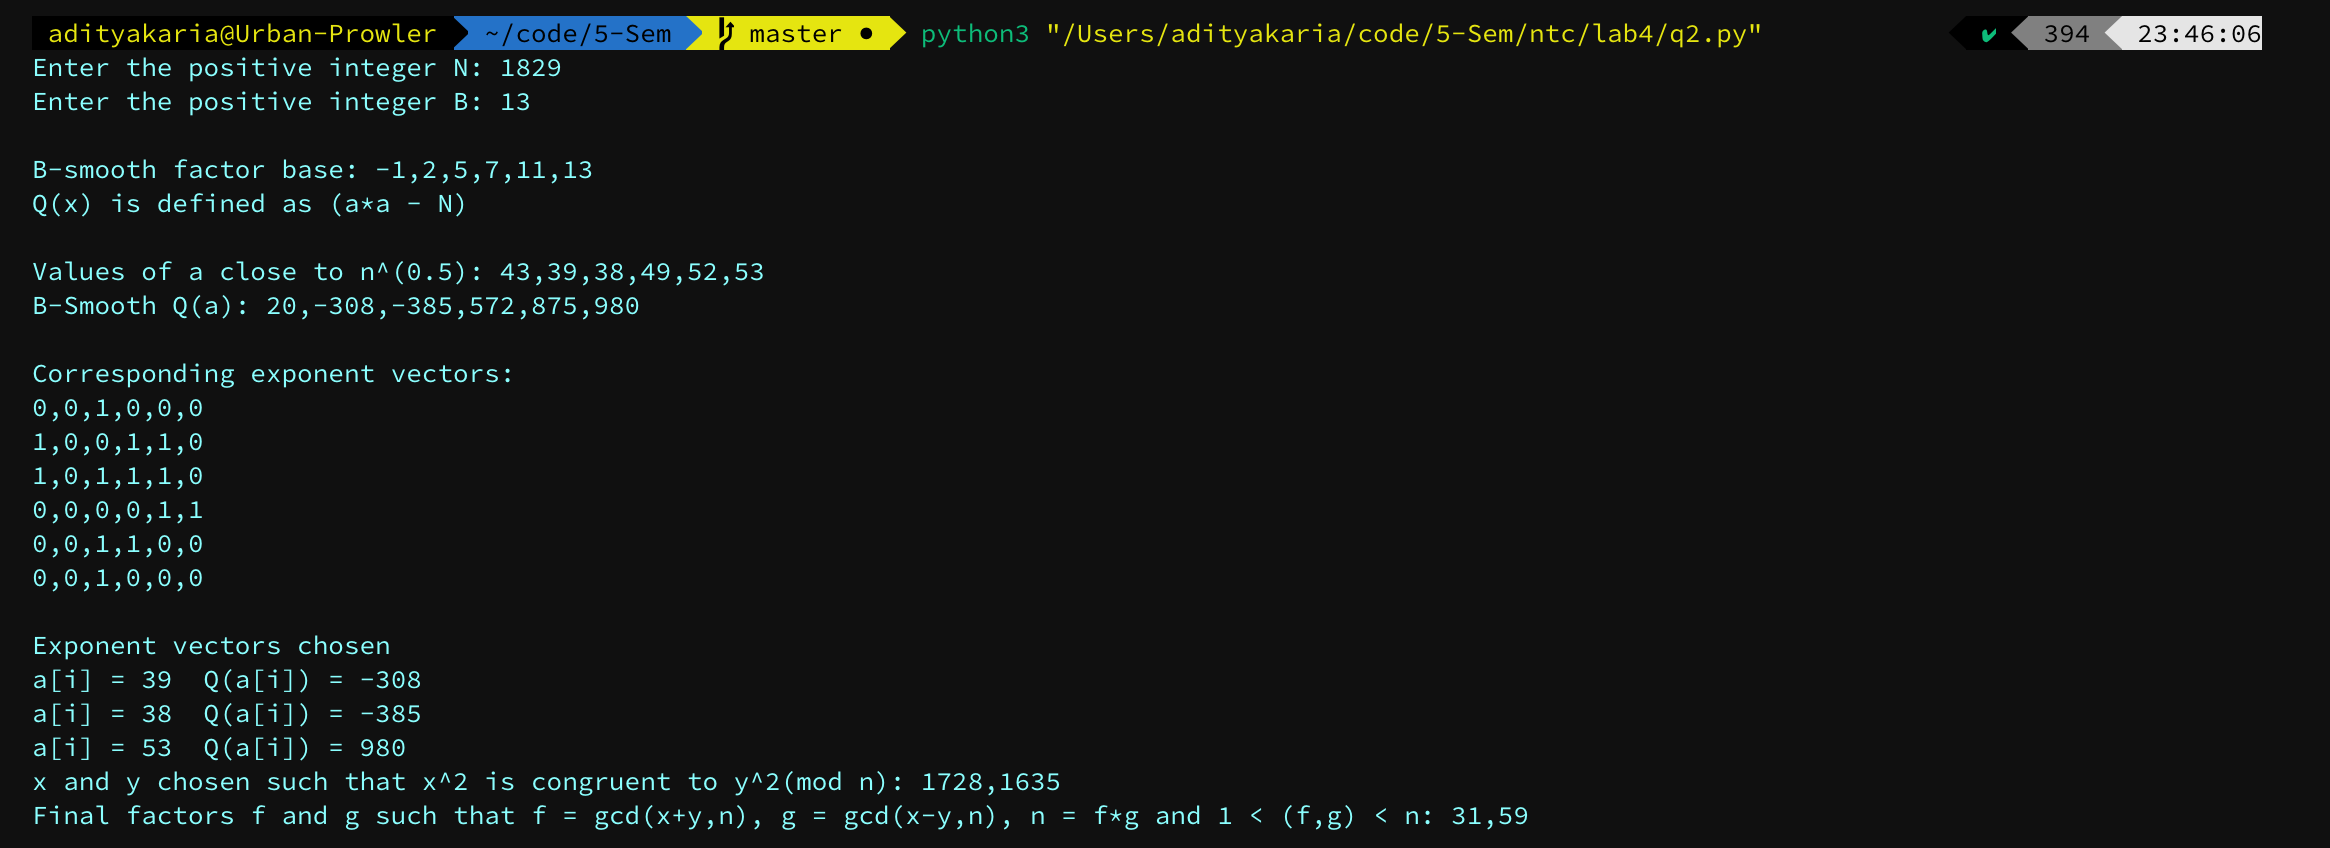 adityakaria@Urban-Prowler ~/code/5-Sem master ● python3 "/Users/adityakaria/code/5-Sem/ntc/lab4/q2.py" ✔ 394 23:46:06
Enter the positive integer N: 1829
Enter the positive integer B: 13
B-smooth factor base: -1,2,5,7,11,13
Q(x) is defined as (a*a - N)
Values of a close to n^(0.5): 43,39,38,49,52,53
B-Smooth Q(a): 20,-308,-385,572,875,980
Corresponding exponent vectors:
0,0,1,0,0,0
1,0,0,1,1,0
1,0,1,1,1,0
0,0,0,0,1,1
0,0,1,1,0,0
0,0,1,0,0,0
Exponent vectors chosen
a[i] = 39  Q(a[i]) = -308
a[i] = 38  Q(a[i]) = -385
a[i] = 53  Q(a[i]) = 980
x and y chosen such that x^2 is congruent to y^2(mod n): 1728,1635
Final factors f and g such that f = gcd(x+y,n), g = gcd(x-y,n), n = f*g and 1 < (f,g) < n: 31,59